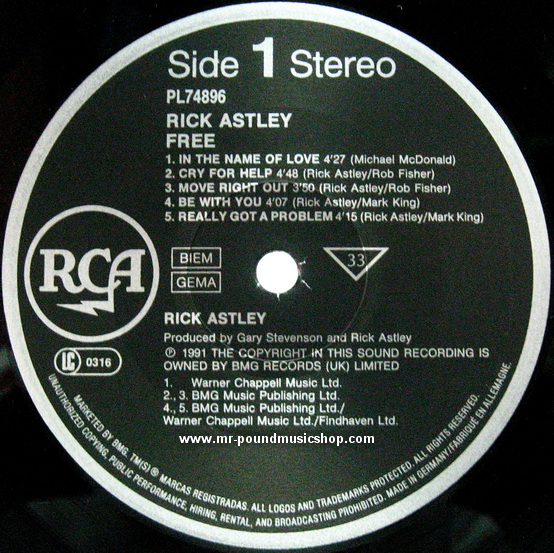 Side 1 Stereo
PL74896
RICK ASTLEY
FREE
1. IN THE NAME OF LOVE 4'27 (Michael McDonald)
2. CRY FOR HELP 4'48 (Rick Astley/Rob Fisher)
3. MOVE RIGHT OUT 3'50 (Rick Astley/Rob Fisher)
4. BE WITH YOU 4'07 (Rick Astley/Mark King)
5. REALLY GOT A PROBLEM 4'15 (Rick Astley/Mark King)
RCA
BIEM
GEMA
33
RICK ASTLEY
Produced by Gary Stevenson and Rick Astley
℗ 1991 THE COPYRIGHT IN THIS SOUND RECORDING IS
OWNED BY BMG RECORDS (UK) LIMITED
LC 0316
1. Warner Chappell Music Ltd.
2., 3. BMG Music Publishing Ltd.
4., 5. BMG Music Publishing Ltd./
Warner Chappell Music Ltd./Findhaven Ltd.
www.mr-poundmusicshop.com
MARKETED BY BMG. TM(S)® MARCAS REGISTRADAS. ALL LOGOS AND TRADEMARKS PROTECTED. ALL RIGHTS RESERVED.
UNAUTHORIZED COPYING, PUBLIC PERFORMANCE, HIRING, RENTAL, AND BROADCASTING PROHIBITED. MADE IN GERMANY/FABRIQUÉ EN ALLEMAGNE.